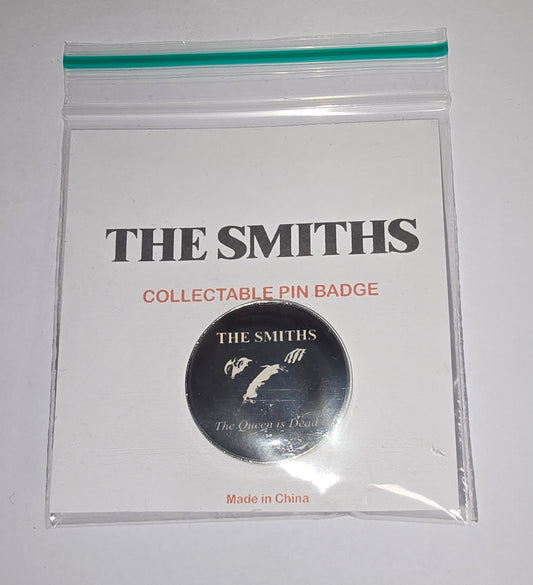 THE SMITHS
COLLECTABLE PIN BADGE
THE SMITHS
The Queen is Dead
Made in China